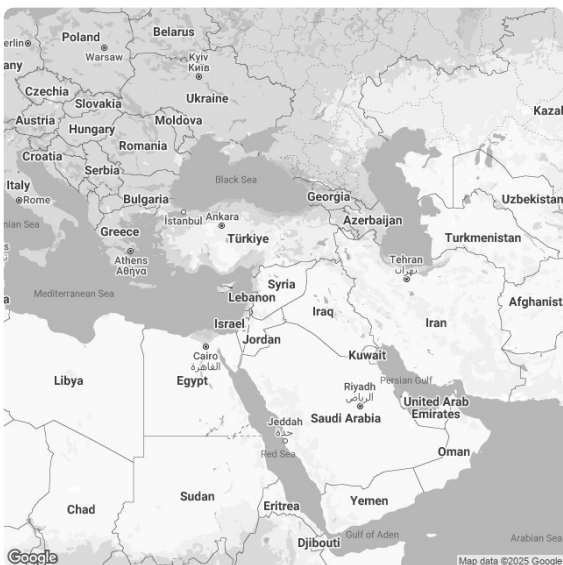 Poland
Belarus
erlin
Warsaw
any
Kyiv
Київ
Czechia
Ukraine
Slovakia
Kazal
Austria
Moldova
Hungary
Croatia
Romania
Serbia
Italy
Black Sea
Rome
Bulgaria
Georgia
Uzbekistan
İstanbul
Ankara
Azerbaijan
nian Sea
Greece
Türkiye
Turkmenistan
s
Athens
Αθήνα
Tehran
تهران
Mediterranean Sea
Syria
a
Lebanon
Afghanist
Iraq
Israel
Iran
Jordan
Cairo
القاهرة
Kuwait
Libya
Egypt
Persian Gulf
Riyadh
الرياض
United Arab
Emirates
Saudi Arabia
Jeddah
جدة
Red Sea
Oman
Chad
Sudan
Yemen
Eritrea
Gulf of Aden
Arabian Sea
Djibouti
Google
Map data ©2025 Google